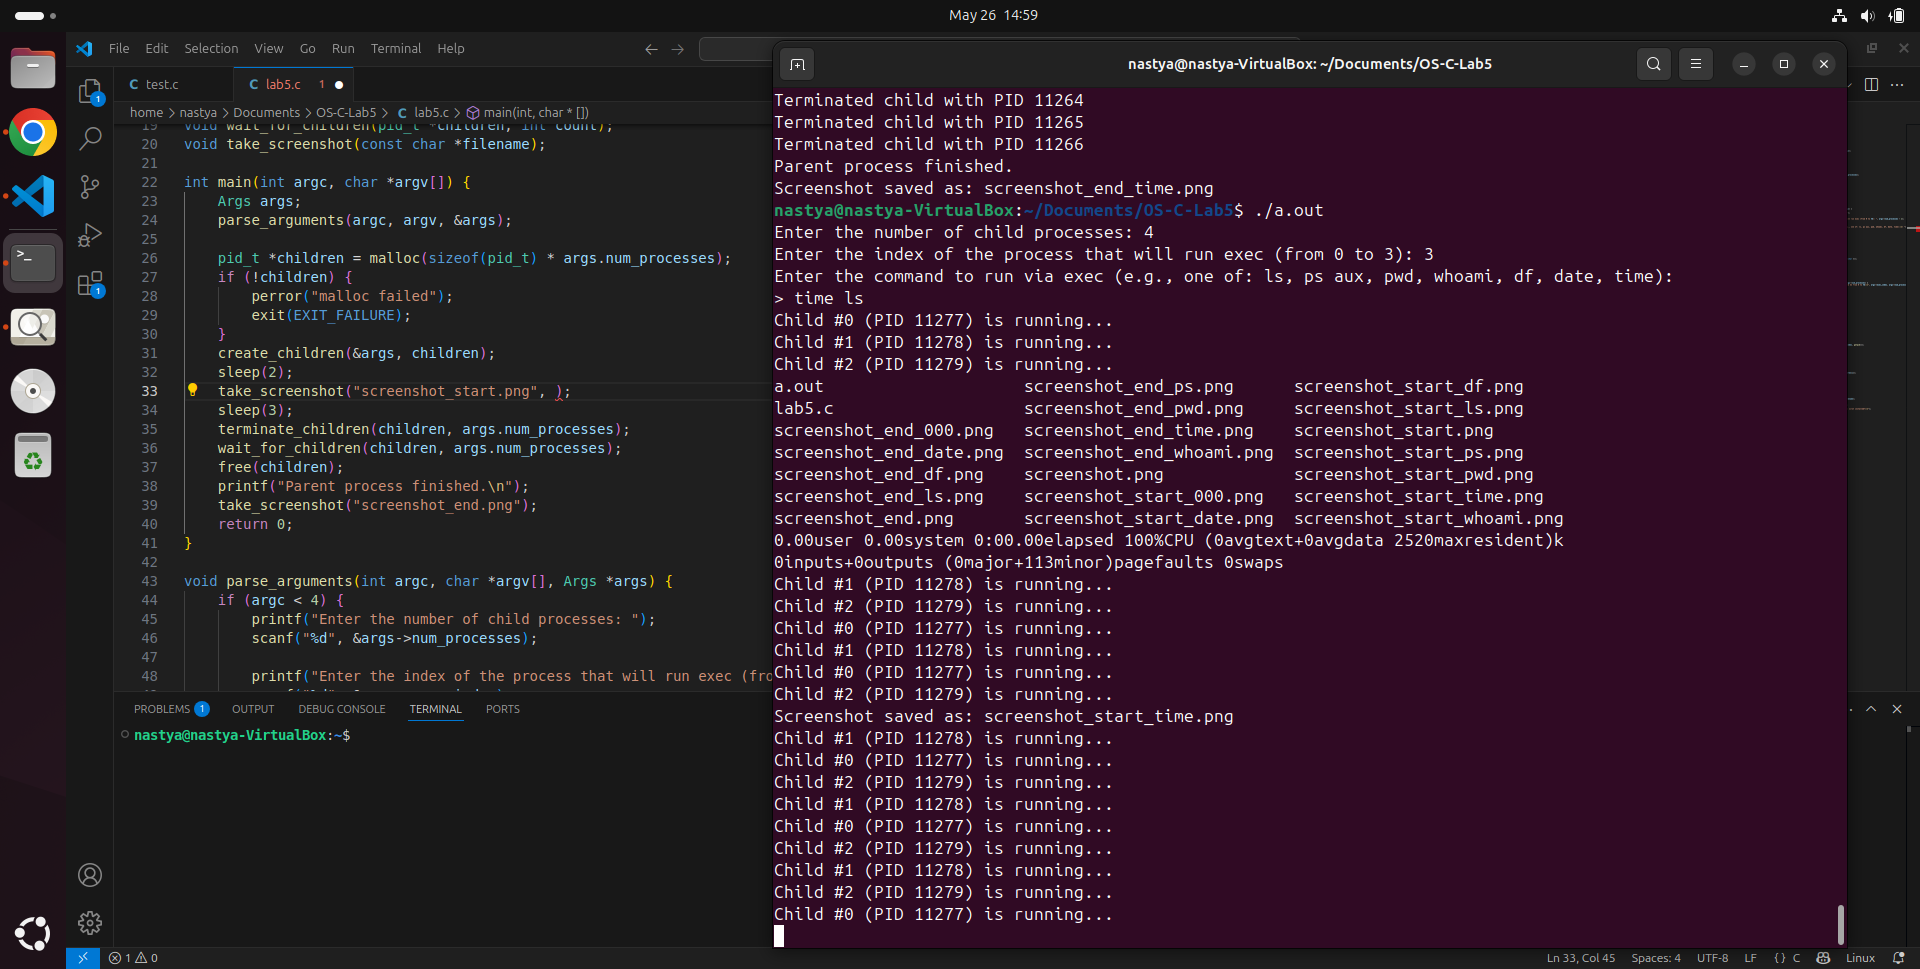 May 26 14:59
File Edit Selection View Go Run Terminal Help
test.c
lab5.c 1
home > nastya > Documents > OS-C-Lab5 > lab5.c > main(int, char * [])
19 void wait_for_children(pid_t *children, int count);
20 void take_screenshot(const char *filename);
21
22 int main(int argc, char *argv[]) {
23 Args args;
24 parse_arguments(argc, argv, &args);
25
26 pid_t *children = malloc(sizeof(pid_t) * args.num_processes);
27 if (!children) {
28 perror("malloc failed");
29 exit(EXIT_FAILURE);
30 }
31 create_children(&args, children);
32 sleep(2);
33 take_screenshot("screenshot_start.png", );
34 sleep(3);
35 terminate_children(children, args.num_processes);
36 wait_for_children(children, args.num_processes);
37 free(children);
38 printf("Parent process finished.\n");
39 take_screenshot("screenshot_end.png");
40 return 0;
41 }
42
43 void parse_arguments(int argc, char *argv[], Args *args) {
44 if (argc < 4) {
45 printf("Enter the number of child processes: ");
46 scanf("%d", &args->num_processes);
47
48 printf("Enter the index of the process that will run exec (fro
PROBLEMS 1 OUTPUT DEBUG CONSOLE TERMINAL PORTS
nastya@nastya-VirtualBox:~$
nastya@nastya-VirtualBox: ~/Documents/OS-C-Lab5
Terminated child with PID 11264
Terminated child with PID 11265
Terminated child with PID 11266
Parent process finished.
Screenshot saved as: screenshot_end_time.png
nastya@nastya-VirtualBox:~/Documents/OS-C-Lab5$ ./a.out
Enter the number of child processes: 4
Enter the index of the process that will run exec (from 0 to 3): 3
Enter the command to run via exec (e.g., one of: ls, ps aux, pwd, whoami, df, date, time):
> time ls
Child #0 (PID 11277) is running...
Child #1 (PID 11278) is running...
Child #2 (PID 11279) is running...
a.out screenshot_end_ps.png screenshot_start_df.png
lab5.c screenshot_end_pwd.png screenshot_start_ls.png
screenshot_end_000.png screenshot_end_time.png screenshot_start.png
screenshot_end_date.png screenshot_end_whoami.png screenshot_start_ps.png
screenshot_end_df.png screenshot.png screenshot_start_pwd.png
screenshot_end_ls.png screenshot_start_000.png screenshot_start_time.png
screenshot_end.png screenshot_start_date.png screenshot_start_whoami.png
0.00user 0.00system 0:00.00elapsed 100%CPU (0avgtext+0avgdata 2520maxresident)k
0inputs+0outputs (0major+113minor)pagefaults 0swaps
Child #1 (PID 11278) is running...
Child #2 (PID 11279) is running...
Child #0 (PID 11277) is running...
Child #1 (PID 11278) is running...
Child #0 (PID 11277) is running...
Child #2 (PID 11279) is running...
Screenshot saved as: screenshot_start_time.png
Child #1 (PID 11278) is running...
Child #0 (PID 11277) is running...
Child #2 (PID 11279) is running...
Child #1 (PID 11278) is running...
Child #0 (PID 11277) is running...
Child #2 (PID 11279) is running...
Child #1 (PID 11278) is running...
Child #2 (PID 11279) is running...
Child #0 (PID 11277) is running...
1 0 Ln 33, Col 45 Spaces: 4 UTF-8 LF {} C Linux